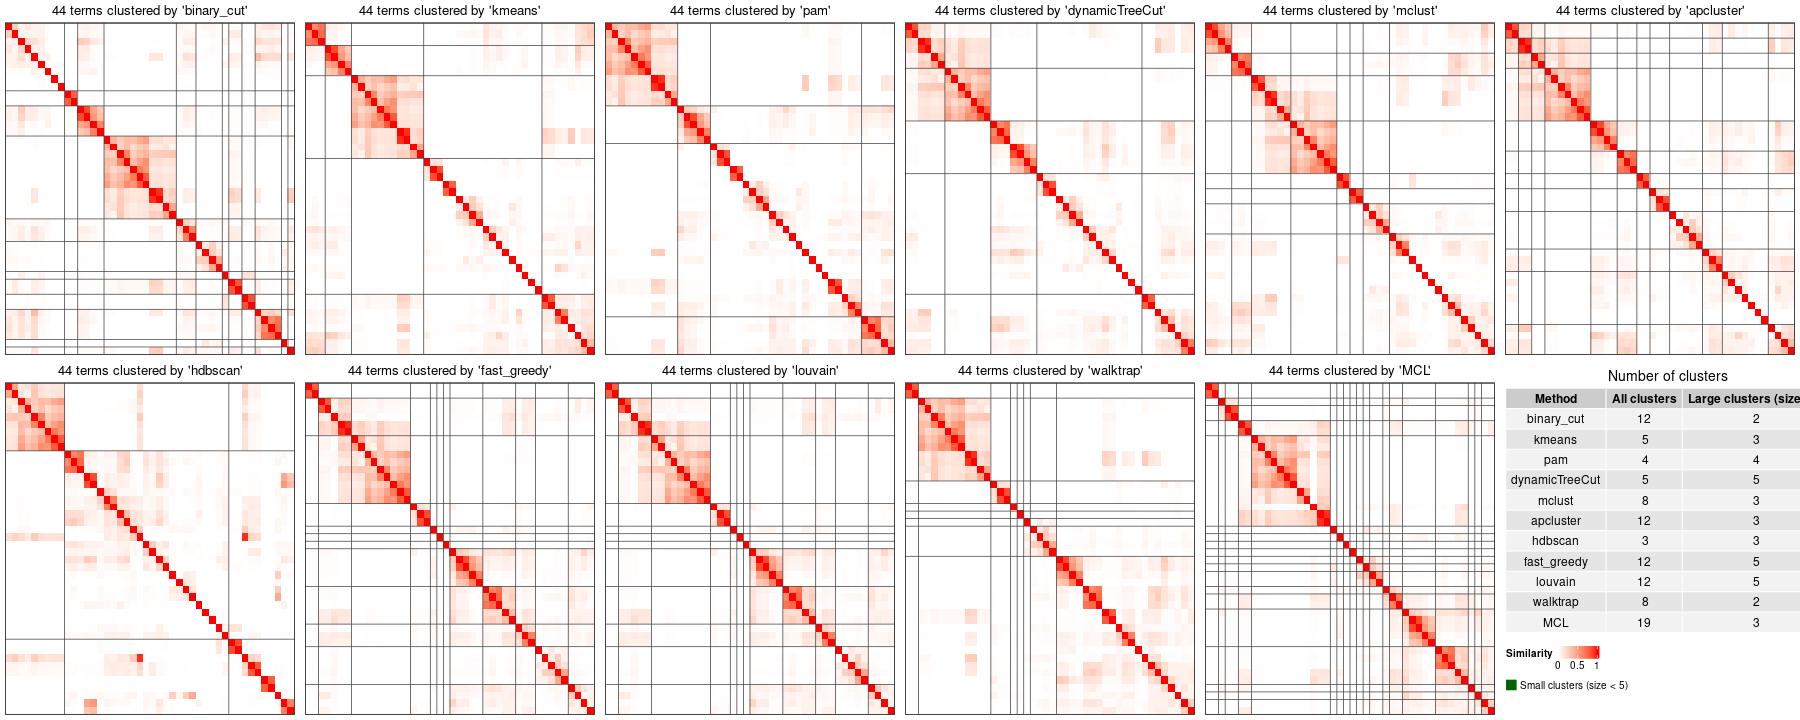 44 terms clustered by 'binary_cut'
44 terms clustered by 'kmeans'
44 terms clustered by 'pam'
44 terms clustered by 'dynamicTreeCut'
44 terms clustered by 'mclust'
44 terms clustered by 'apcluster'
44 terms clustered by 'hdbscan'
44 terms clustered by 'fast_greedy'
44 terms clustered by 'louvain'
44 terms clustered by 'walktrap'
44 terms clustered by 'MCL'
Number of clusters
Method All clusters Large clusters (size
binary_cut 12 2
kmeans 5 3
pam 4 4
dynamicTreeCut 5 5
mclust 8 3
apcluster 12 3
hdbscan 3 3
fast_greedy 12 5
louvain 12 5
walktrap 8 2
MCL 19 3
Similarity
0 0.5 1
Small clusters (size < 5)